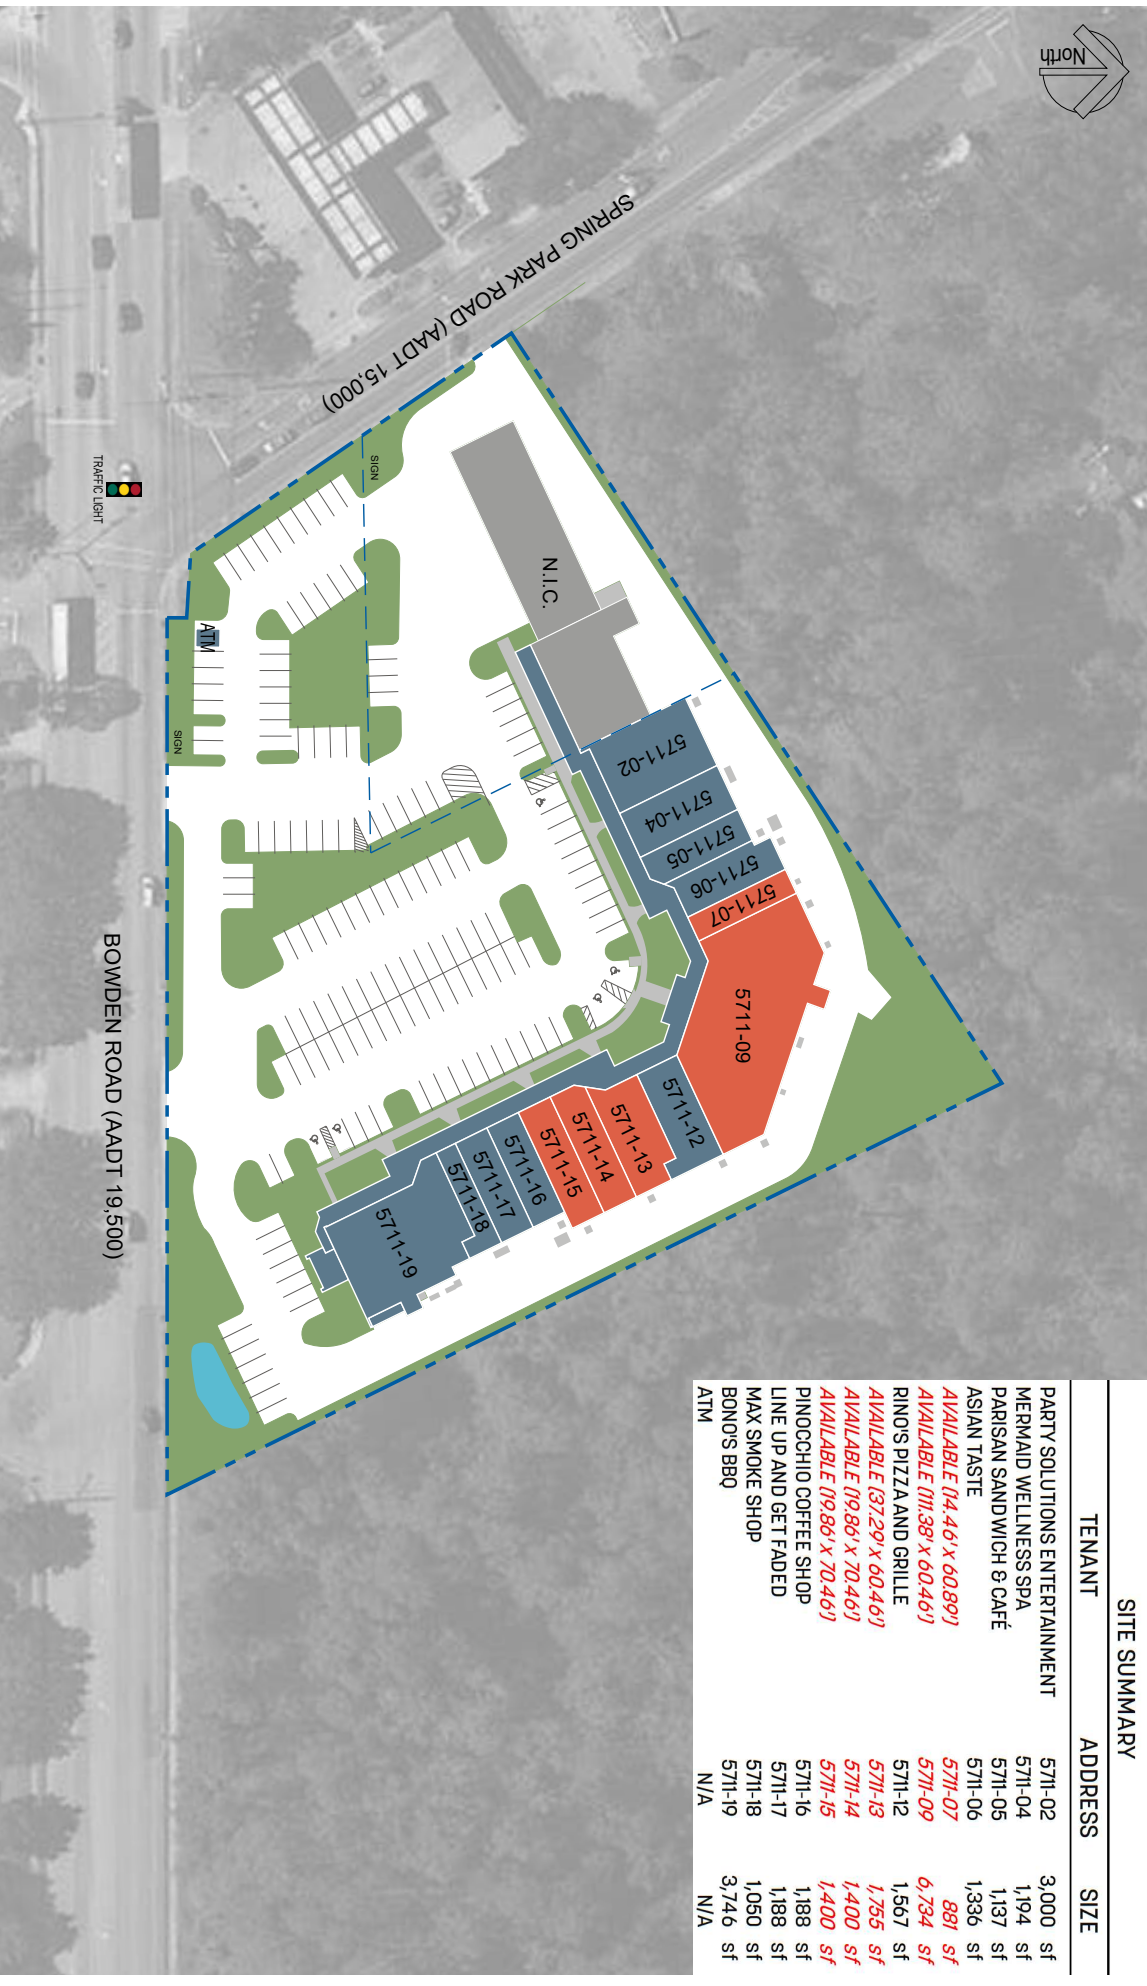 North
SITE SUMMARY
TENANT ADDRESS SIZE
PARTY SOLUTIONS ENTERTAINMENT 5711-02 3,000 sf
MERMAID WELLNESS SPA 5711-04 1,194 sf
PARISAN SANDWICH & CAFÉ 5711-05 1,137 sf
ASIAN TASTE 5711-06 1,336 sf
AVAILABLE (14.46' x 60.89') 5711-07 881 sf
AVAILABLE (111.38' x 60.46') 5711-09 6,734 sf
RINO'S PIZZA AND GRILLE 5711-12 1,567 sf
AVAILABLE (37.29' x 60.46') 5711-13 1,755 sf
AVAILABLE (19.86' x 70.46') 5711-14 1,400 sf
AVAILABLE (19.86' x 70.46') 5711-15 1,400 sf
PINOCCHIO COFFEE SHOP 5711-16 1,188 sf
LINE UP AND GET FADED 5711-17 1,188 sf
MAX SMOKE SHOP 5711-18 1,050 sf
BONO'S BBQ 5711-19 3,746 sf
ATM N/A N/A
SPRING PARK ROAD (AADT 15,000)
N.I.C.
5711-02
5711-04
5711-05
5711-06
5711-07
5711-09
5711-12
5711-13
5711-14
5711-15
5711-16
5711-17
5711-18
5711-19
SIGN
ATM
SIGN
TRAFFIC LIGHT
BOWDEN ROAD (AADT 19,500)